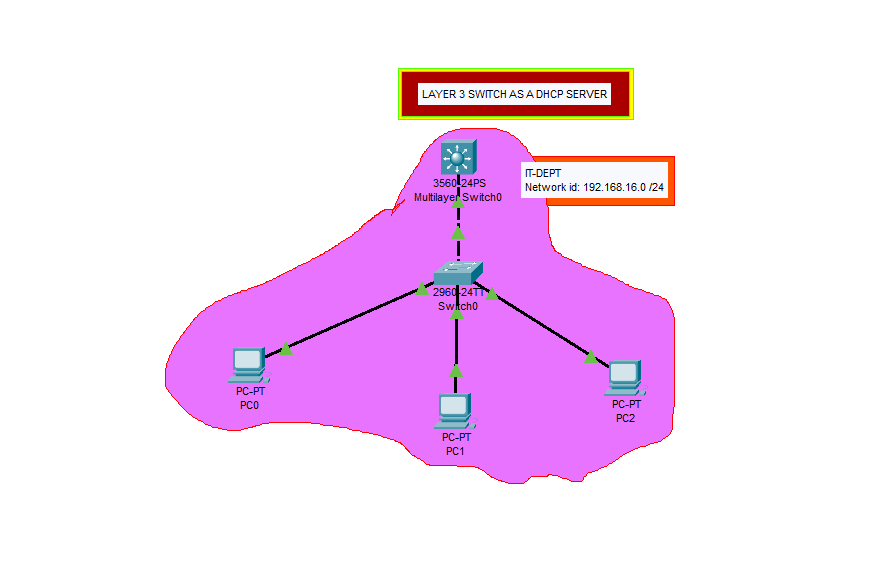 LAYER 3 SWITCH AS A DHCP SERVER
IT-DEPT
Network id: 192.168.16.0 /24
3560-24PS
Multilayer Switch0
2960-24TT
Switch0
PC-PT
PC0
PC-PT
PC1
PC-PT
PC2